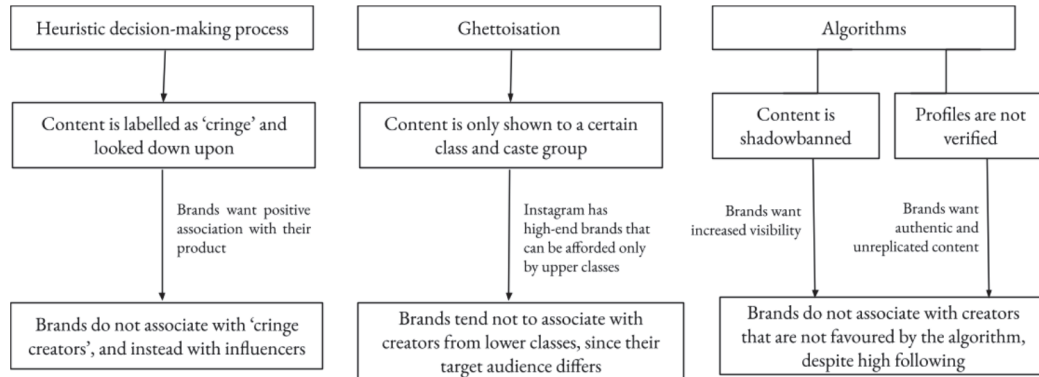 Heuristic decision-making process
Content is labelled as ‘cringe’ and
looked down upon
Brands want positive
association with their
product
Brands do not associate with ‘cringe
creators’, and instead with influencers
Ghettoisation
Content is only shown to a certain
class and caste group
Instagram has
high-end brands that
can be afforded only
by upper classes
Brands tend not to associate with
creators from lower classes, since their
target audience differs
Algorithms
Content is
shadowbanned
Profiles are not
verified
Brands want
increased visibility
Brands want
authentic and
unreplicated content
Brands do not associate with creators
that are not favoured by the algorithm,
despite high following